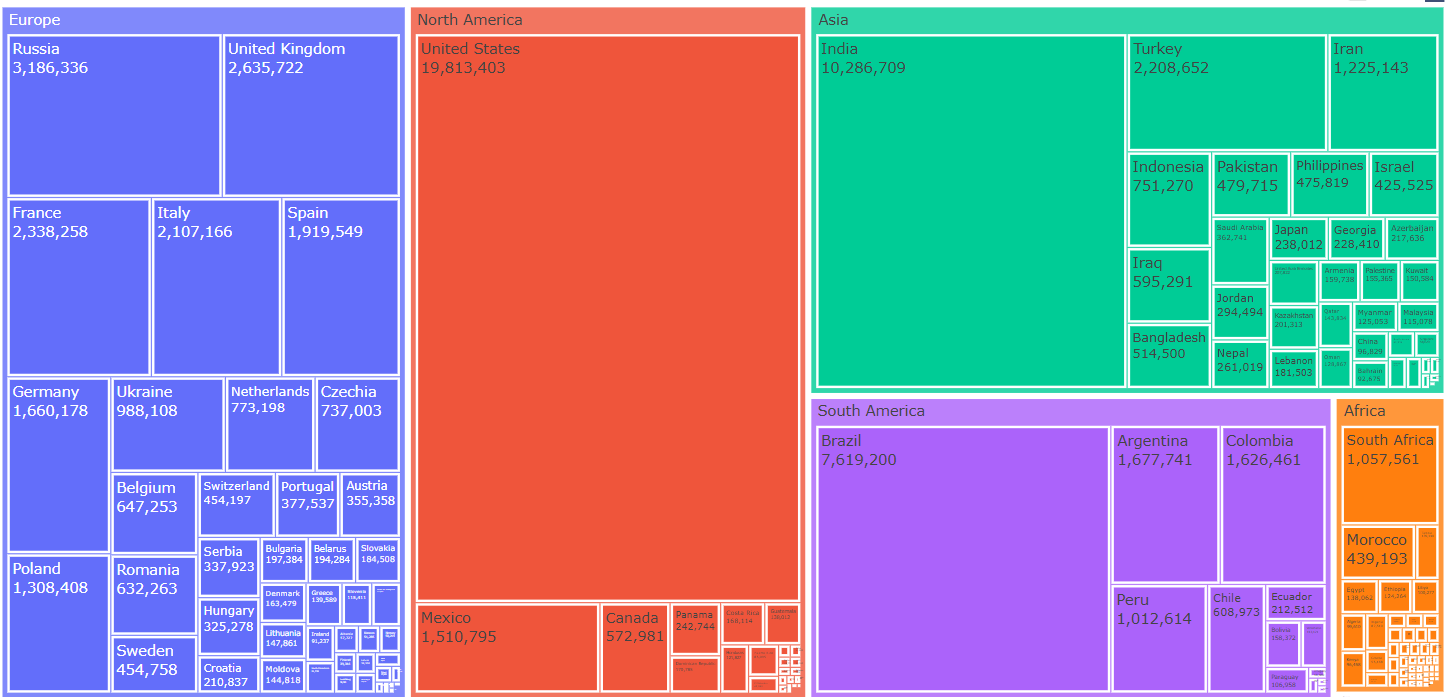 Europe
Russia
3,186,336
United Kingdom
2,635,722
France
2,338,258
Italy
2,107,166
Spain
1,919,549
Germany
1,660,178
Ukraine
988,108
Netherlands
773,198
Czechia
737,003
Poland
1,308,408
Belgium
647,253
Romania
632,263
Sweden
454,758
Switzerland
454,197
Portugal
377,537
Austria
355,358
Serbia
337,923
Hungary
325,278
Croatia
210,837
Bulgaria
197,384
Belarus
194,284
Slovakia
184,508
Denmark
163,479
Greece
139,589
Slovenia
Lithuania
147,861
Ireland
91,237
Moldova
144,818
North America
United States
19,813,403
Mexico
1,510,795
Canada
572,981
Panama
242,744
Costa Rica
168,114
Guatemala
Dominican Republic
Asia
India
10,286,709
Turkey
2,208,652
Iran
1,225,143
Indonesia
751,270
Iraq
595,291
Bangladesh
514,500
Pakistan
479,715
Philippines
475,819
Israel
425,525
Saudi Arabia
362,741
Jordan
294,494
Nepal
261,019
Japan
238,012
Georgia
228,410
Azerbaijan
217,636
United Arab Emirates
Kazakhstan
201,313
Lebanon
181,503
Armenia
159,738
Palestine
155,365
Kuwait
150,584
Qatar
Oman
Myanmar
125,053
Malaysia
115,078
China
96,829
Bahrain
92,675
South America
Brazil
7,619,200
Argentina
1,677,741
Colombia
1,626,461
Peru
1,012,614
Chile
608,973
Ecuador
212,512
Bolivia
158,372
Paraguay
106,958
Africa
South Africa
1,057,561
Morocco
439,193
Egypt
138,062
Ethiopia